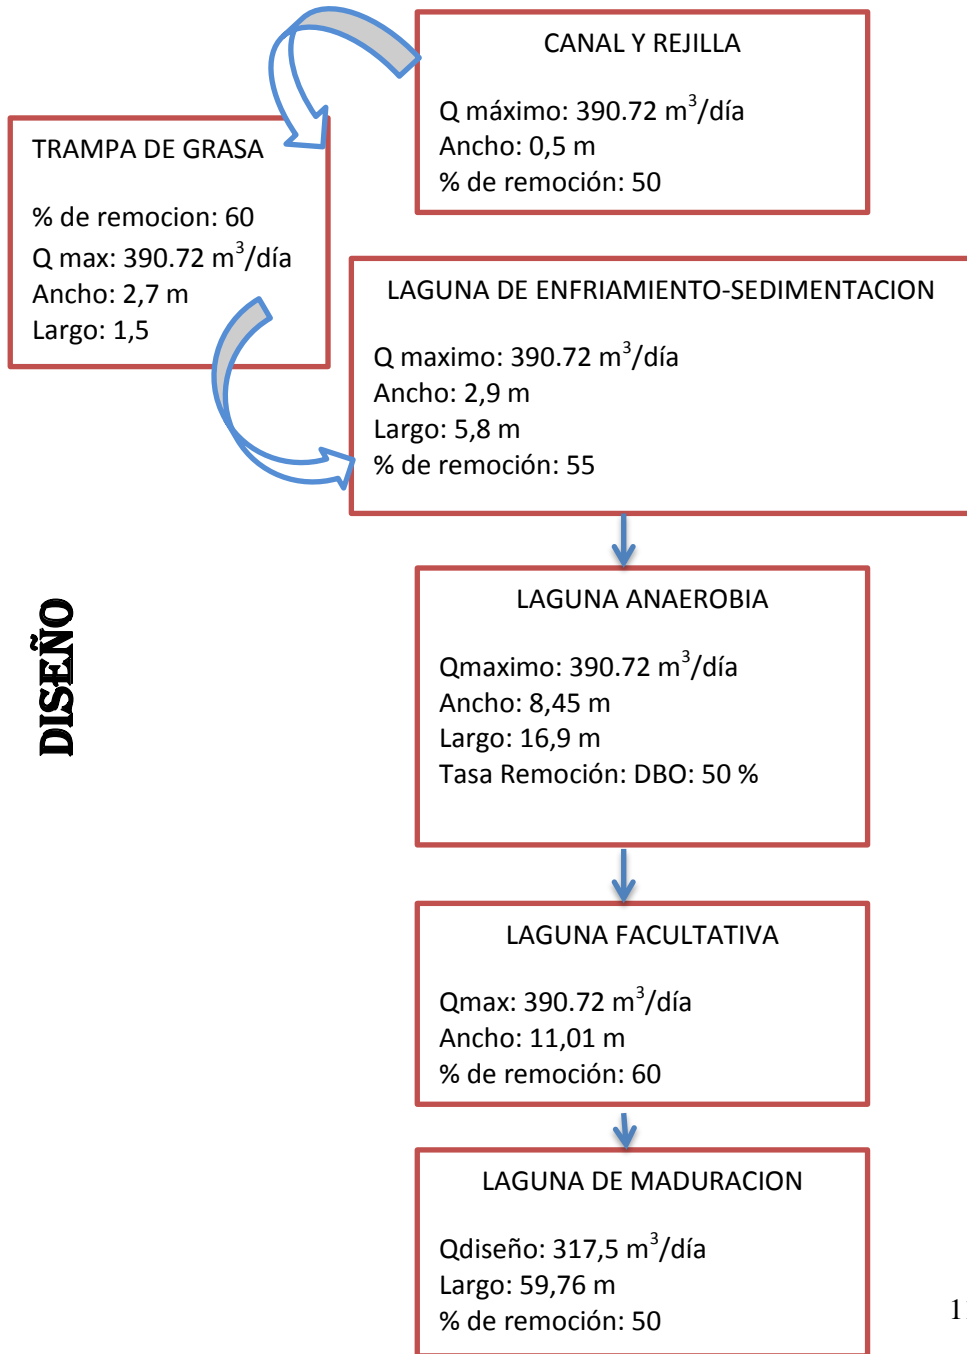 CANAL Y REJILLA
Q máximo: 390.72 m³/día
Ancho: 0,5 m
% de remoción: 50
TRAMPA DE GRASA
% de remocion: 60
Q max: 390.72 m³/día
Ancho: 2,7 m
Largo: 1,5
LAGUNA DE ENFRIAMIENTO-SEDIMENTACION
Q maximo: 390.72 m³/día
Ancho: 2,9 m
Largo: 5,8 m
% de remoción: 55
DISEÑO
LAGUNA ANAEROBIA
Qmaximo: 390.72 m³/día
Ancho: 8,45 m
Largo: 16,9 m
Tasa Remoción: DBO: 50 %
LAGUNA FACULTATIVA
Qmax: 390.72 m³/día
Ancho: 11,01 m
% de remoción: 60
LAGUNA DE MADURACION
Qdiseño: 317,5 m³/día
Largo: 59,76 m
% de remoción: 50